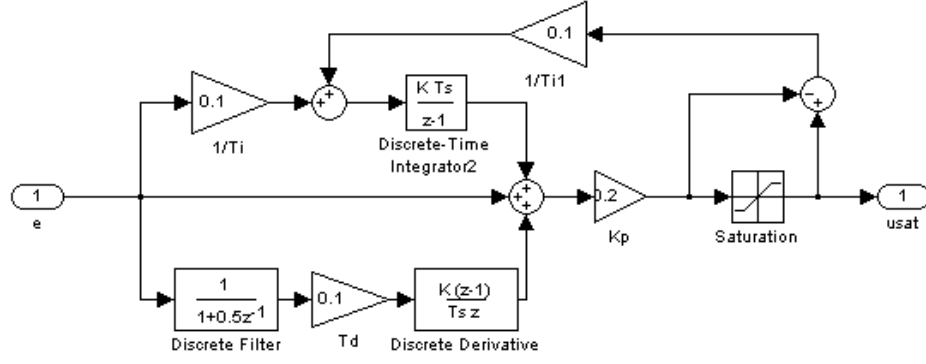 0.1
1/Ti1
0.1
1/Ti
+
+
K Ts
z-1
Discrete-Time
Integrator2
-
+
1
e
+
+
+
0.2
Kp
Saturation
1
usat
1
1+0.5z-1
Discrete Filter
0.1
Td
K (z-1)
Ts z
Discrete Derivative